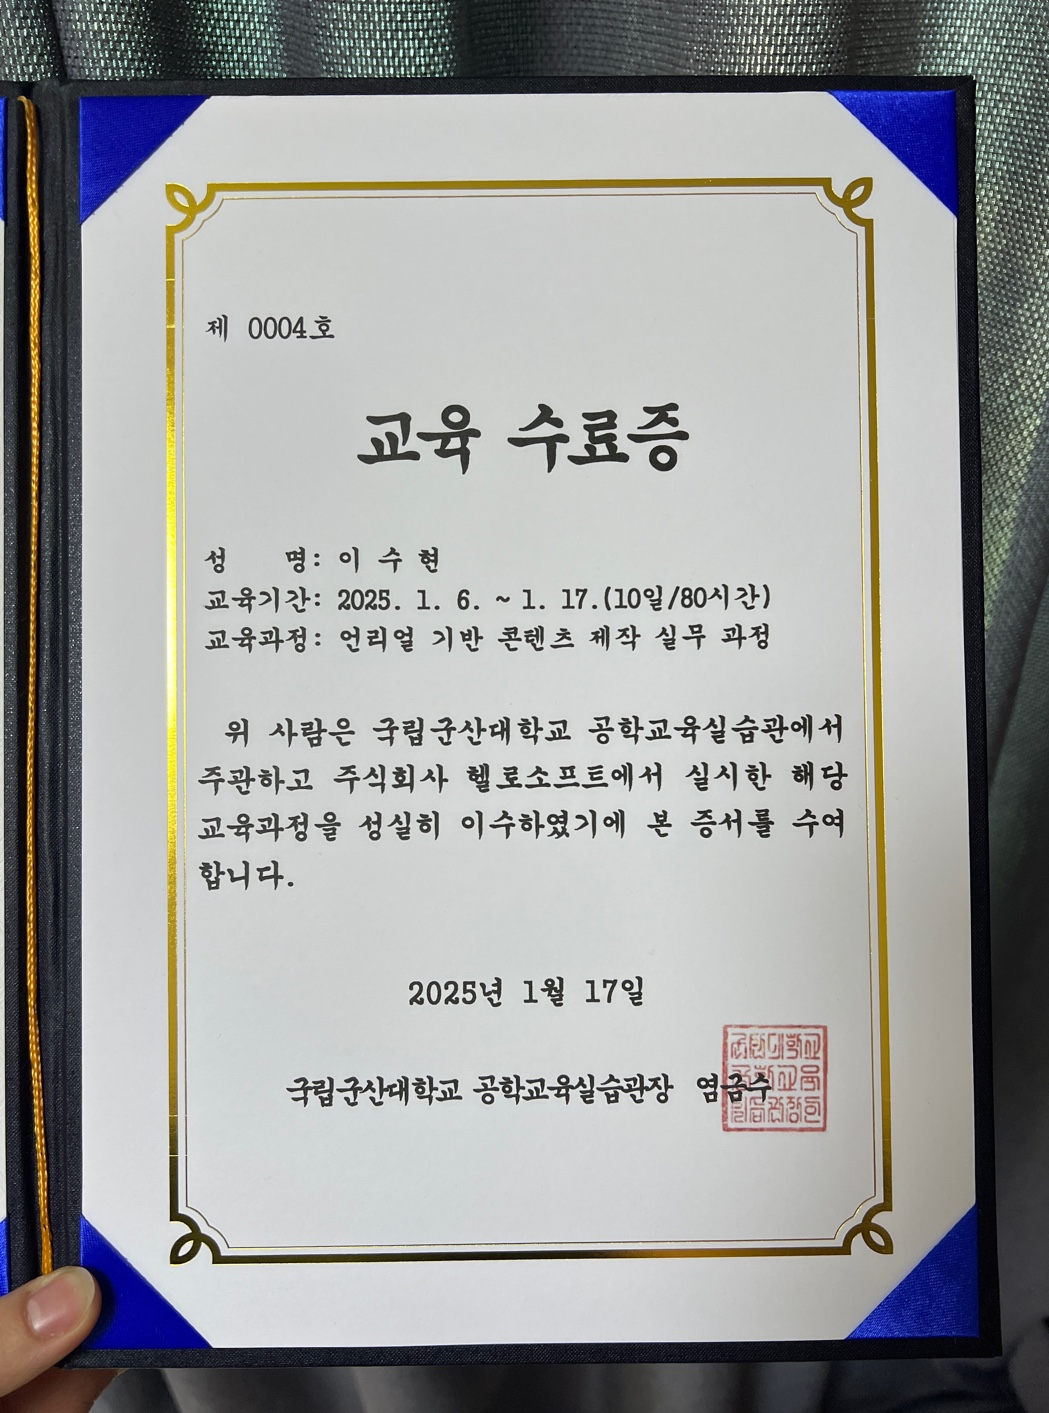 제 0004호
교육 수료증
성 명: 이 수 현
교육기간: 2025. 1. 6. ~ 1. 17.(10일/80시간)
교육과정: 언리얼 기반 콘텐츠 제작 실무 과정
위 사람은 국립군산대학교 공학교육실습관에서
주관하고 주식회사 헬로소프트에서 실시한 해당
교육과정을 성실히 이수하였기에 본 증서를 수여
합니다.
2025년 1월 17일
국립군산대학교 공학교육실습관장 염금수